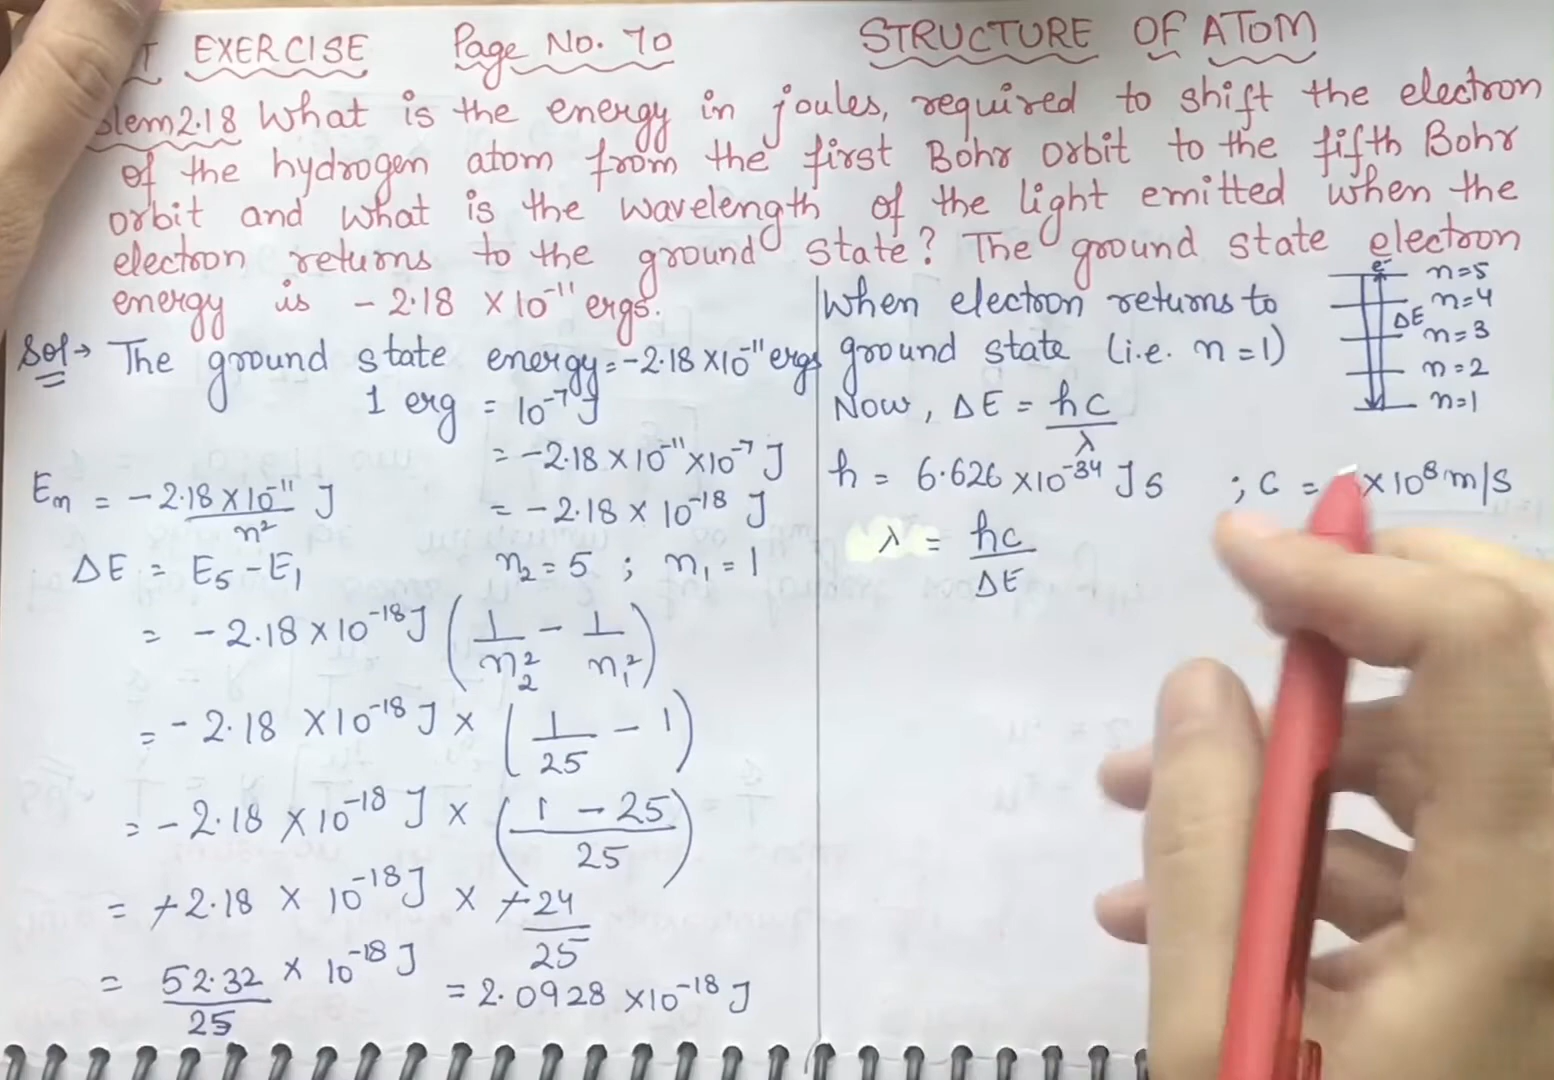 T EXERCISE Page No. 70 STRUCTURE OF ATOM
blem 2.18 What is the energy in joules, required to shift the electron
of the hydrogen atom from the first Bohr orbit to the fifth Bohr
orbit and what is the wavelength of the light emitted when the
electron returns to the ground state? The ground state electron
energy is - 2.18 × 10⁻¹¹ ergs.
Sol→ The ground state energy = -2.18 × 10⁻¹¹ ergs
1 erg = 10⁻⁷ J
= -2.18 × 10⁻¹¹ × 10⁻⁷ J
= -2.18 × 10⁻¹⁸ J
Eₙ = -2.18 × 10⁻¹¹ / n² J
ΔE = E₅ - E₁ n₂ = 5 ; n₁ = 1
= -2.18 × 10⁻¹⁸ J (1/n₂² - 1/n₁²)
= -2.18 × 10⁻¹⁸ J × (1/25 - 1)
= -2.18 × 10⁻¹⁸ J × (1 - 25 / 25)
= +2.18 × 10⁻¹⁸ J × +24/25
= 52.32/25 × 10⁻¹⁸ J = 2.0928 × 10⁻¹⁸ J
When electron returns to
ground state (i.e. n = 1)
Now, ΔE = hc/λ
h = 6.626 × 10⁻³⁴ J s ; c = × 10⁸ m/s
λ = hc/ΔE
e⁻ n=5
n=4
ΔE n=3
n=2
n=1